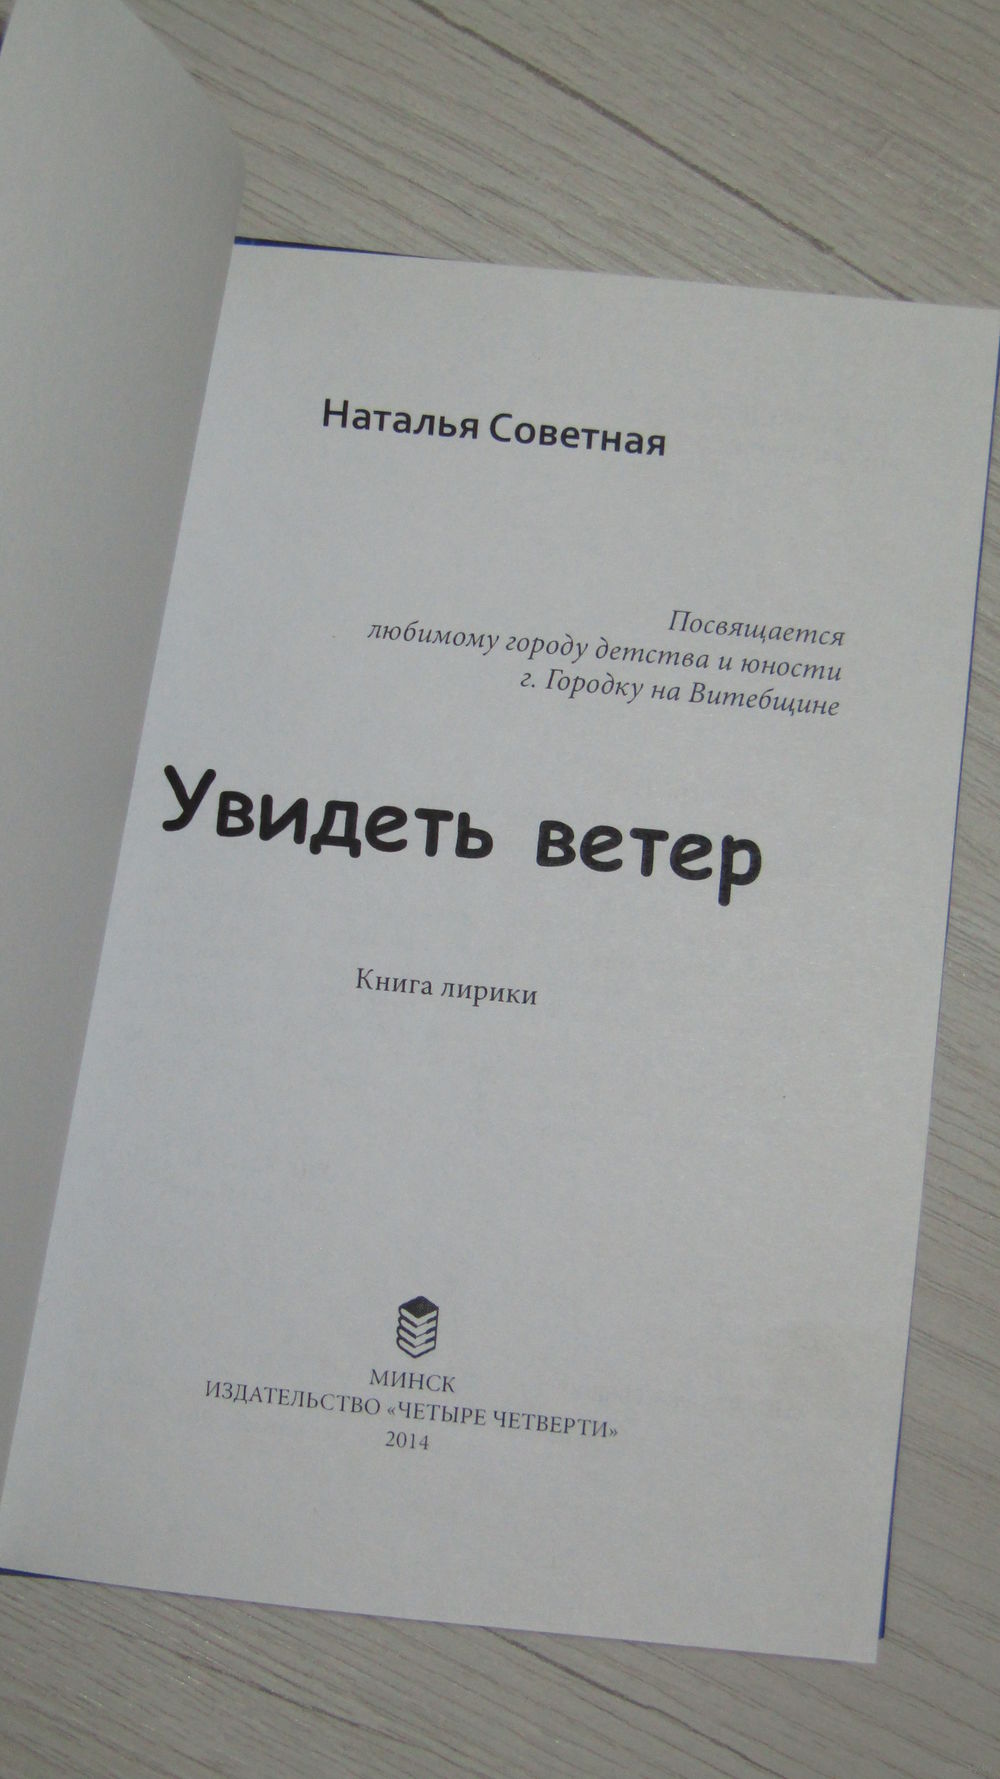 Наталья Советная
Посвящается
любимому городу детства и юности
г. Городку на Витебщине
Увидеть ветер
Книга лирики
МИНСК
ИЗДАТЕЛЬСТВО «ЧЕТЫРЕ ЧЕТВЕРТИ»
2014